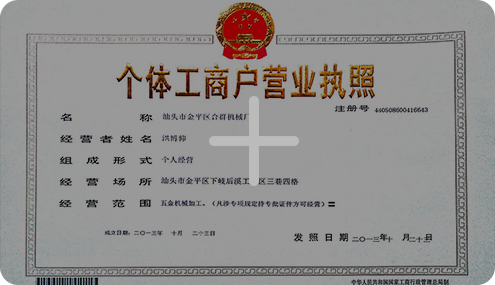 个体工商户营业执照
注册号 440508600416643
名 称 汕头市金平区合群机械厂
经营者姓名 洪博仰
组成形式 个人经营
经营场所 汕头市金平区下岐后溪工业区三巷四格
经营范围 五金机械加工。(凡涉专项规定持专批证件方可经营)〓
成立日期：二〇一三年 十月 二十三日
发照日期 二〇一三年十 月二十三日
中华人民共和国国家工商行政管理总局制